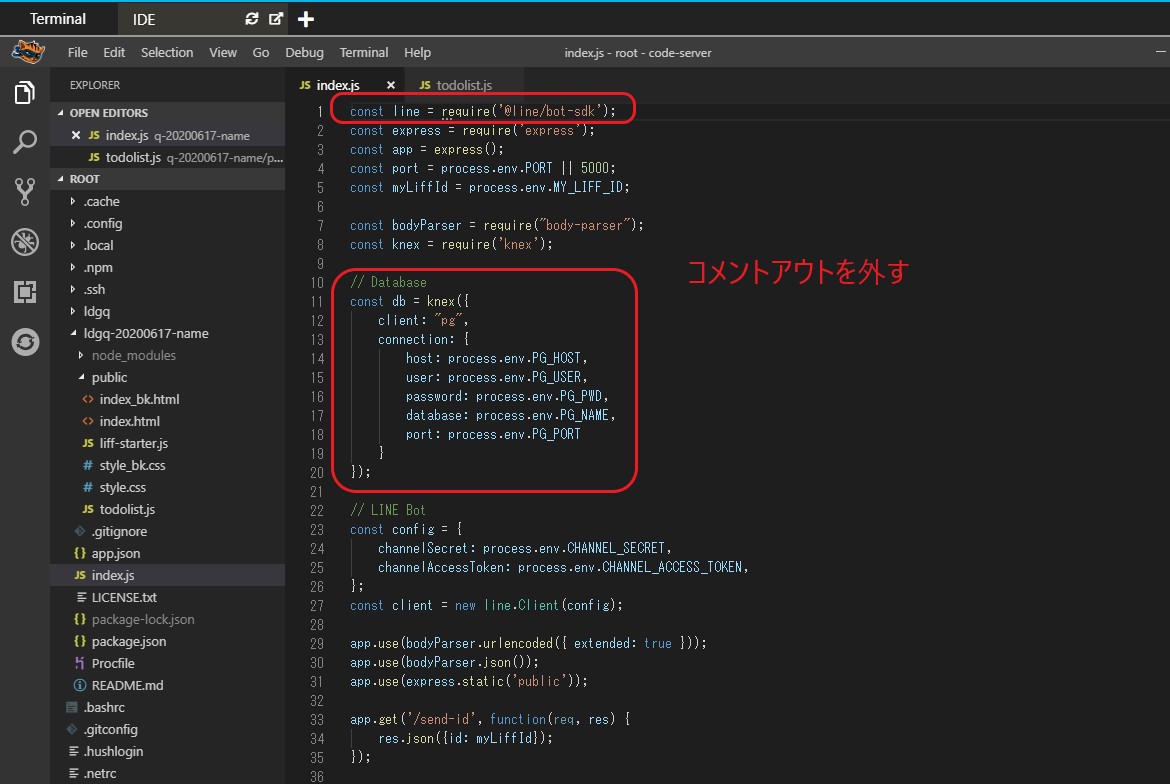 Terminal
IDE
File Edit Selection View Go Debug Terminal Help
index.js - root - code-server
EXPLORER
OPEN EDITORS
JS index.js q-20200617-name
JS todolist.js q-20200617-name/p...
ROOT
.cache
.config
.local
.npm
.ssh
ldgq
ldgq-20200617-name
node_modules
public
<> index_bk.html
<> index.html
JS liff-starter.js
# style_bk.css
# style.css
JS todolist.js
.gitignore
{} app.json
JS index.js
LICENSE.txt
{} package-lock.json
{} package.json
Procfile
README.md
.bashrc
.gitconfig
.hushlogin
.netrc
JS index.js
JS todolist.js
1 const line = require('@line/bot-sdk');
2 const express = require('express');
3 const app = express();
4 const port = process.env.PORT || 5000;
5 const myLiffId = process.env.MY_LIFF_ID;
6
7 const bodyParser = require("body-parser");
8 const knex = require('knex');
9
10 // Database
11 const db = knex({
12 client: "pg",
13 connection: {
14 host: process.env.PG_HOST,
15 user: process.env.PG_USER,
16 password: process.env.PG_PWD,
17 database: process.env.PG_NAME,
18 port: process.env.PG_PORT
19 }
20 });
21
22 // LINE Bot
23 const config = {
24 channelSecret: process.env.CHANNEL_SECRET,
25 channelAccessToken: process.env.CHANNEL_ACCESS_TOKEN,
26 };
27 const client = new line.Client(config);
28
29 app.use(bodyParser.urlencoded({ extended: true }));
30 app.use(bodyParser.json());
31 app.use(express.static('public'));
32
33 app.get('/send-id', function(req, res) {
34 res.json({id: myLiffId});
35 });
36
コメントアウトを外す